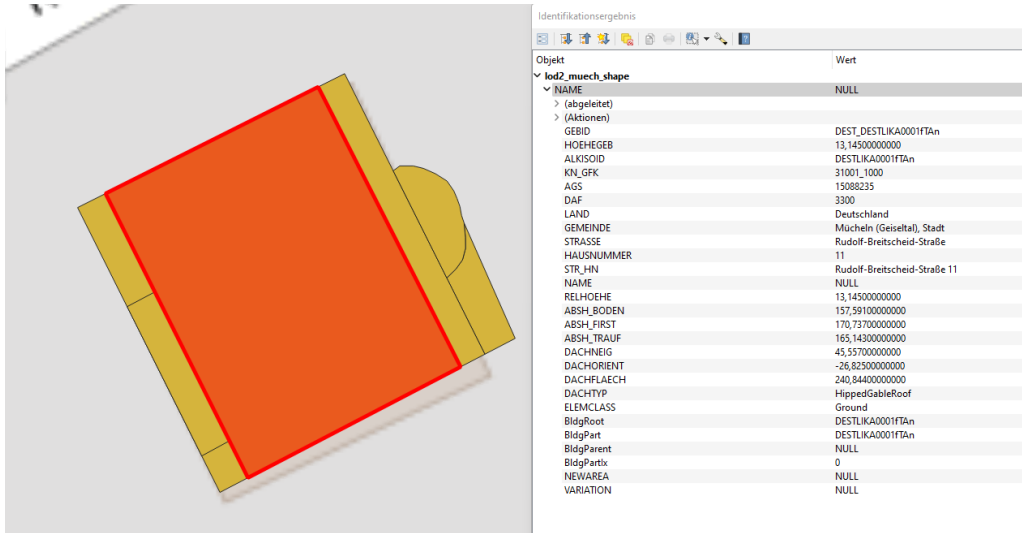 Identifikationsergebnis
Objekt Wert
lod2_muech_shape
NAME NULL
(abgeleitet)
(Aktionen)
GEBID DEST_DESTLIKA0001fTAn
HOEHEGEB 13,14500000000
ALKISOID DESTLIKA0001fTAn
KN_GFK 31001_1000
AGS 15088235
DAF 3300
LAND Deutschland
GEMEINDE Mücheln (Geiseltal), Stadt
STRASSE Rudolf-Breitscheid-Straße
HAUSNUMMER 11
STR_HN Rudolf-Breitscheid-Straße 11
NAME NULL
RELHOEHE 13,14500000000
ABSH_BODEN 157,59100000000
ABSH_FIRST 170,73700000000
ABSH_TRAUF 165,14300000000
DACHNEIG 45,55700000000
DACHORIENT -26,82500000000
DACHFLAECH 240,84400000000
DACHTYP HippedGableRoof
ELEMCLASS Ground
BldgRoot DESTLIKA0001fTAn
BldgPart DESTLIKA0001fTAn
BldgParent NULL
BldgPartIx 0
NEWAREA NULL
VARIATION NULL